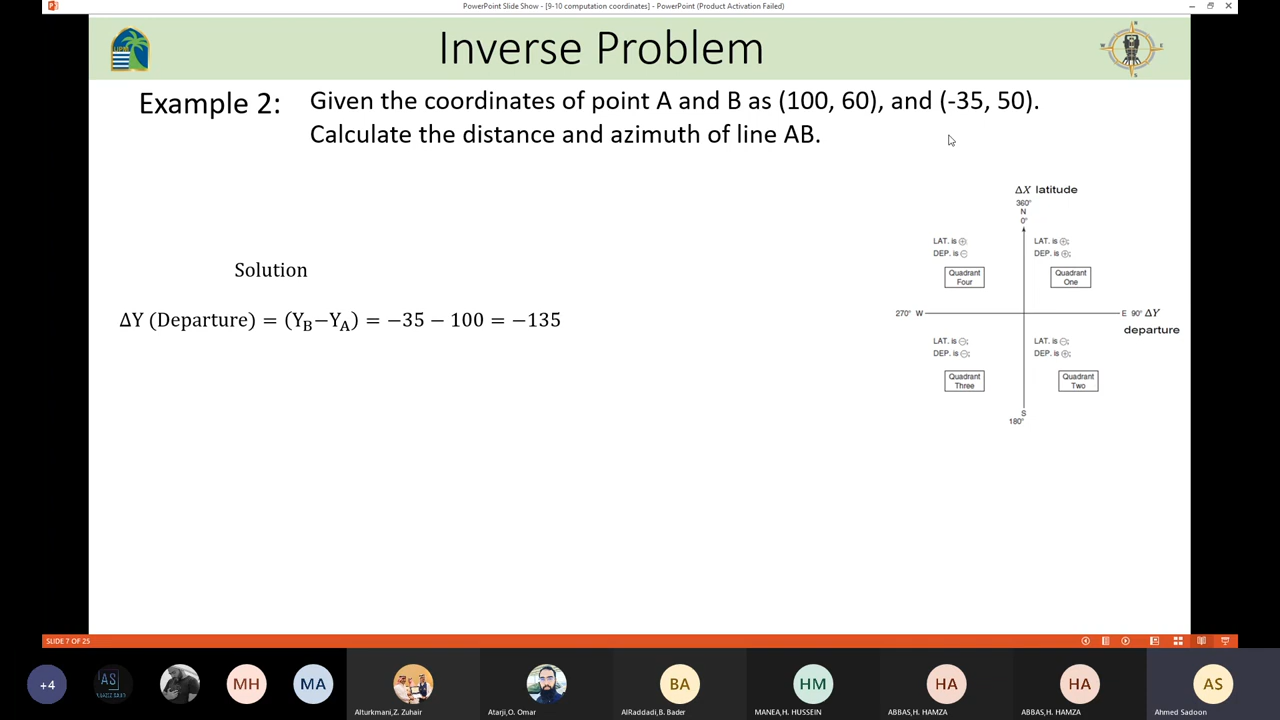 PowerPoint Slide Show - [9-10 computation coordinates] - PowerPoint (Product Activation Failed)
Inverse Problem
Example 2: Given the coordinates of point A and B as (100, 60), and (-35, 50).
Calculate the distance and azimuth of line AB.
ΔX latitude
360°
N
0°
LAT. is ⊕ LAT. is ⊕;
DEP. is ⊖ DEP. is ⊕;
Quadrant Four
Quadrant One
Solution
ΔY (Departure) = (Y_B−Y_A) = −35 − 100 = −135
270° W E 90° ΔY
departure
LAT. is ⊖; LAT. is ⊖;
DEP. is ⊖; DEP. is ⊕;
Quadrant Three
Quadrant Two
S
180°
SLIDE 7 OF 25
+4 AS MH MA BA HM HA HA AS
Alturkmani,Z. Zuhair
Atarji,O. Omar
AlRaddadi,B. Bader
MANEA,H. HUSSEIN
ABBAS,H. HAMZA
ABBAS,H. HAMZA
Ahmed Sadoon